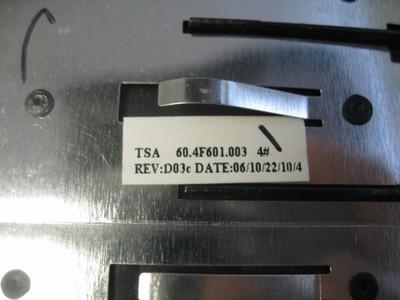 TSA 60.4F601.003 4#
REV:D03c DATE:06/10/22/10/4